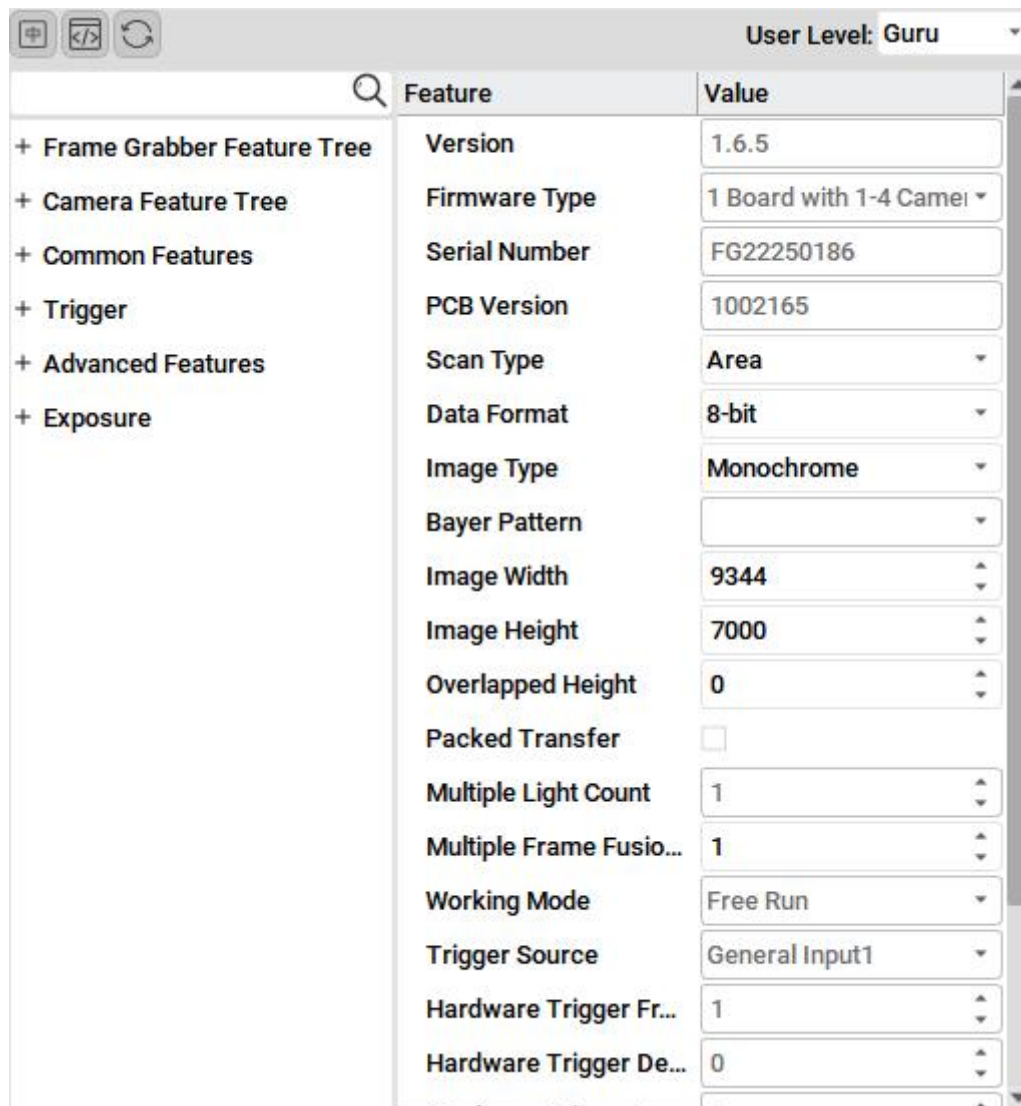 中 </> User Level: Guru
Feature Value
+ Frame Grabber Feature Tree
+ Camera Feature Tree
+ Common Features
+ Trigger
+ Advanced Features
+ Exposure
Version 1.6.5
Firmware Type 1 Board with 1-4 Camer
Serial Number FG22250186
PCB Version 1002165
Scan Type Area
Data Format 8-bit
Image Type Monochrome
Bayer Pattern
Image Width 9344
Image Height 7000
Overlapped Height 0
Packed Transfer
Multiple Light Count 1
Multiple Frame Fusio... 1
Working Mode Free Run
Trigger Source General Input1
Hardware Trigger Fr... 1
Hardware Trigger De... 0